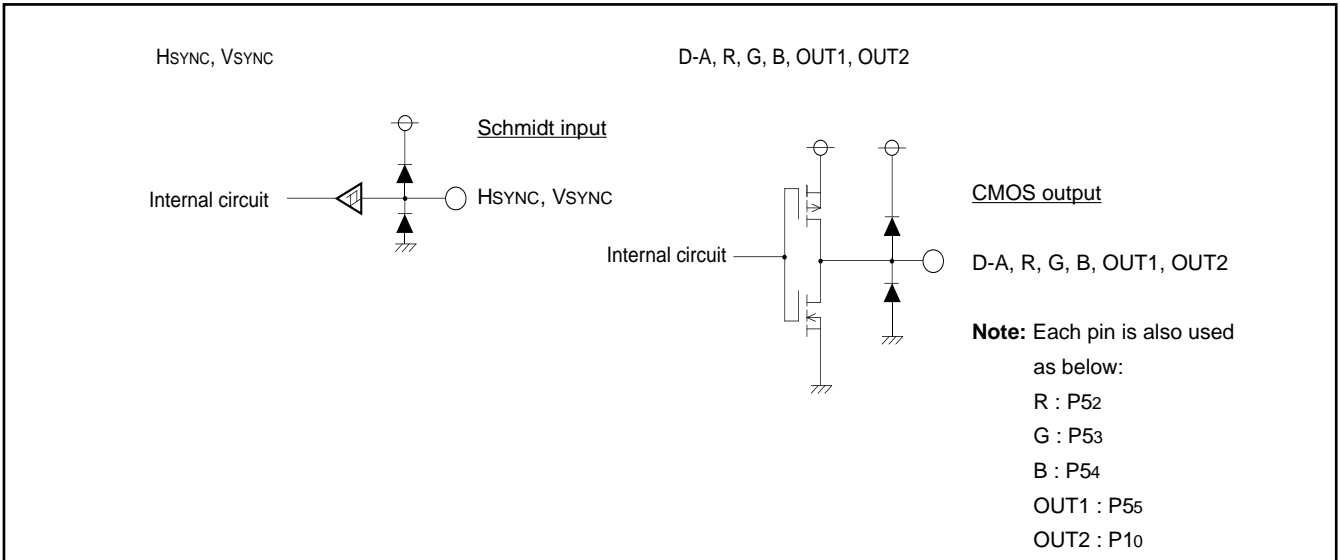 HSYNC, VSYNC
Schmidt input
Internal circuit
HSYNC, VSYNC
D-A, R, G, B, OUT1, OUT2
CMOS output
Internal circuit
D-A, R, G, B, OUT1, OUT2
Note: Each pin is also used
as below:
R : P52
G : P53
B : P54
OUT1 : P55
OUT2 : P10